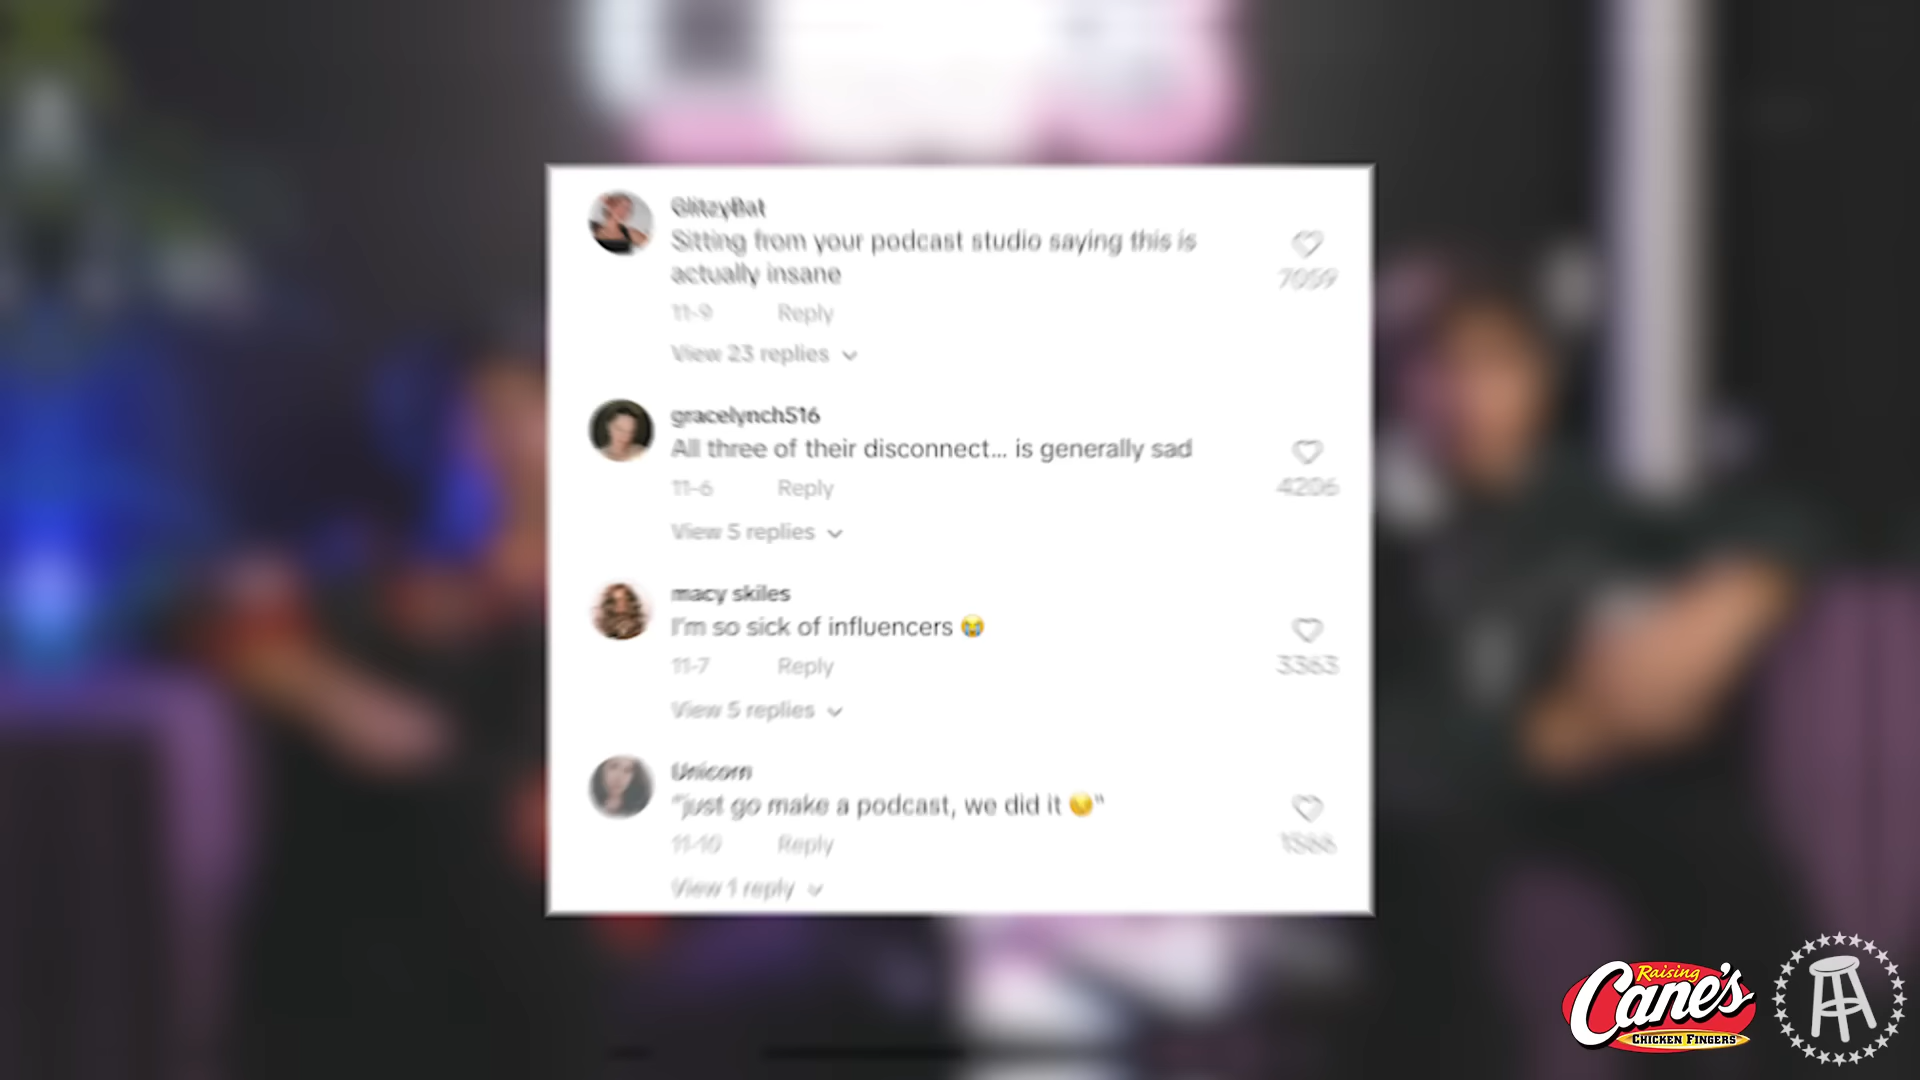 GlitzyBat
Sitting from your podcast studio saying this is
actually insane
7059
11-9 Reply
View 23 replies
gracelynch516
All three of their disconnect... is generally sad
4206
11-6 Reply
View 5 replies
macy skiles
I'm so sick of influencers 😭
3363
11-7 Reply
View 5 replies
Unicorn
"just go make a podcast, we did it 😏"
11-10 Reply
View 1 reply
Raising
Cane's
CHICKEN FINGERS